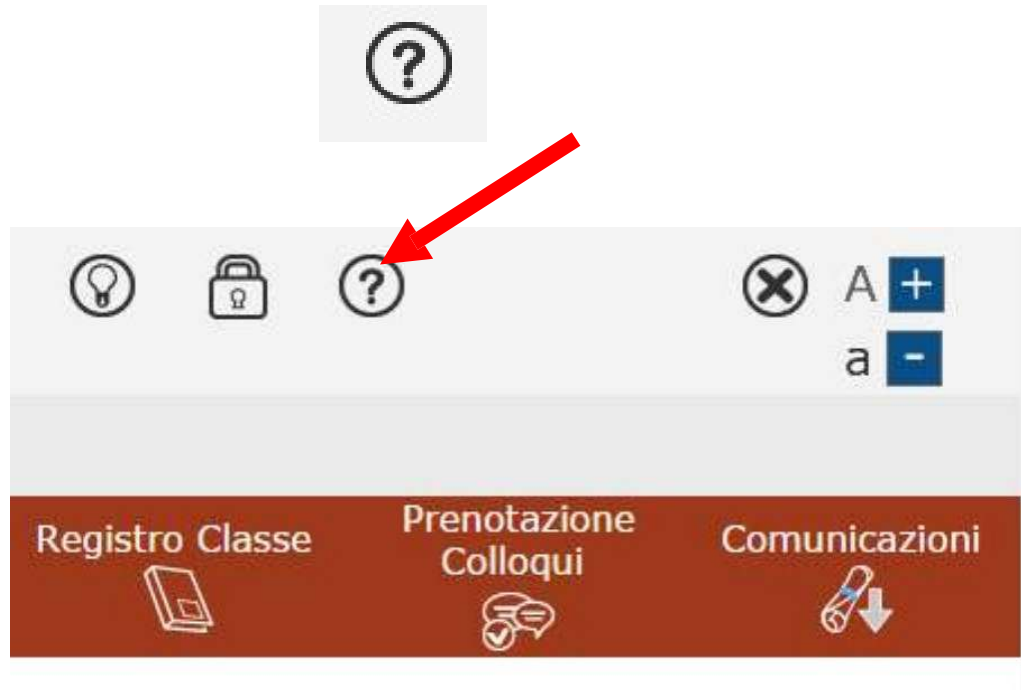 ?
?
A +
a -
Registro Classe
Prenotazione
Colloqui
Comunicazioni